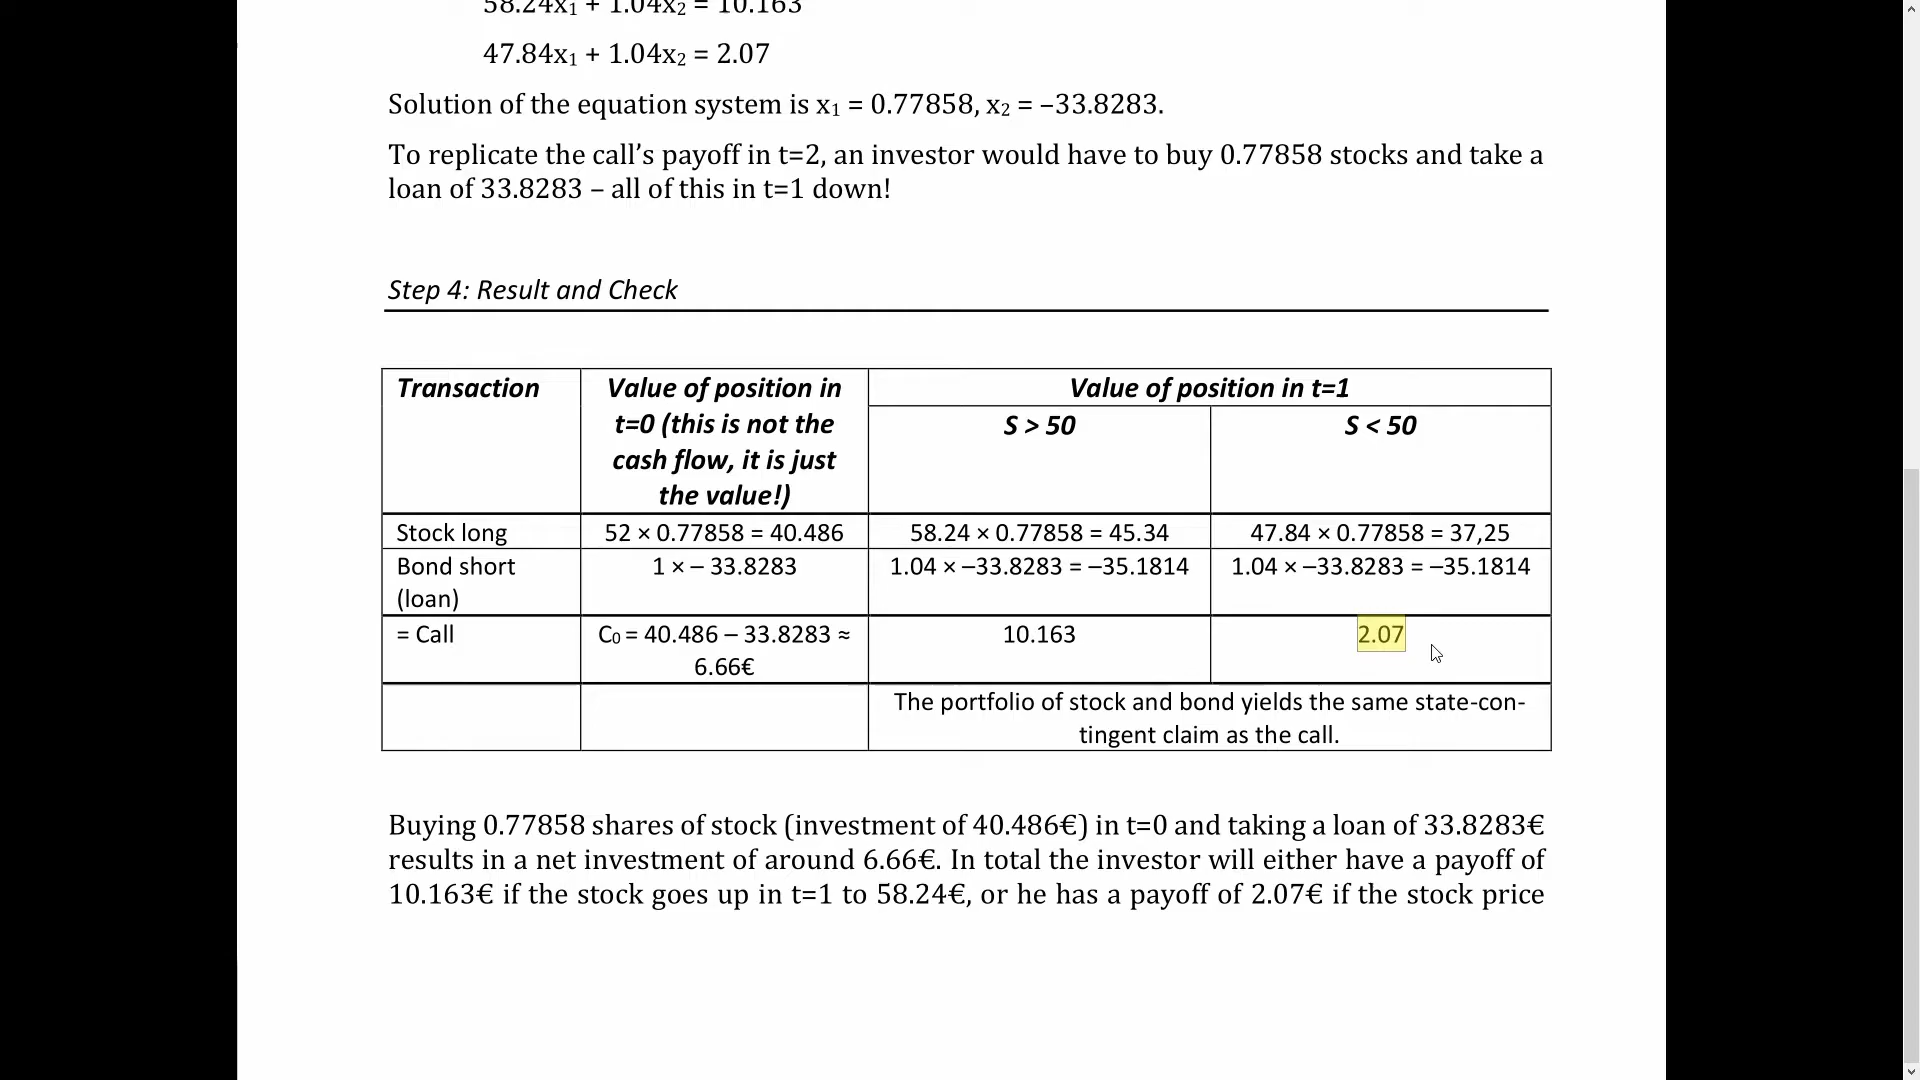 58.24x₁ + 1.04x₂ = 10.163
47.84x₁ + 1.04x₂ = 2.07
Solution of the equation system is x₁ = 0.77858, x₂ = –33.8283.
To replicate the call’s payoff in t=2, an investor would have to buy 0.77858 stocks and take a
loan of 33.8283 – all of this in t=1 down!
Step 4: Result and Check
Transaction
Value of position in
t=0 (this is not the
cash flow, it is just
the value!)
Value of position in t=1
S > 50
S < 50
Stock long
52 × 0.77858 = 40.486
58.24 × 0.77858 = 45.34
47.84 × 0.77858 = 37,25
Bond short
(loan)
1 × – 33.8283
1.04 × –33.8283 = –35.1814
1.04 × –33.8283 = –35.1814
= Call
C₀ = 40.486 – 33.8283 ≈
6.66€
10.163
2.07
The portfolio of stock and bond yields the same state-con-
tingent claim as the call.
Buying 0.77858 shares of stock (investment of 40.486€) in t=0 and taking a loan of 33.8283€
results in a net investment of around 6.66€. In total the investor will either have a payoff of
10.163€ if the stock goes up in t=1 to 58.24€, or he has a payoff of 2.07€ if the stock price